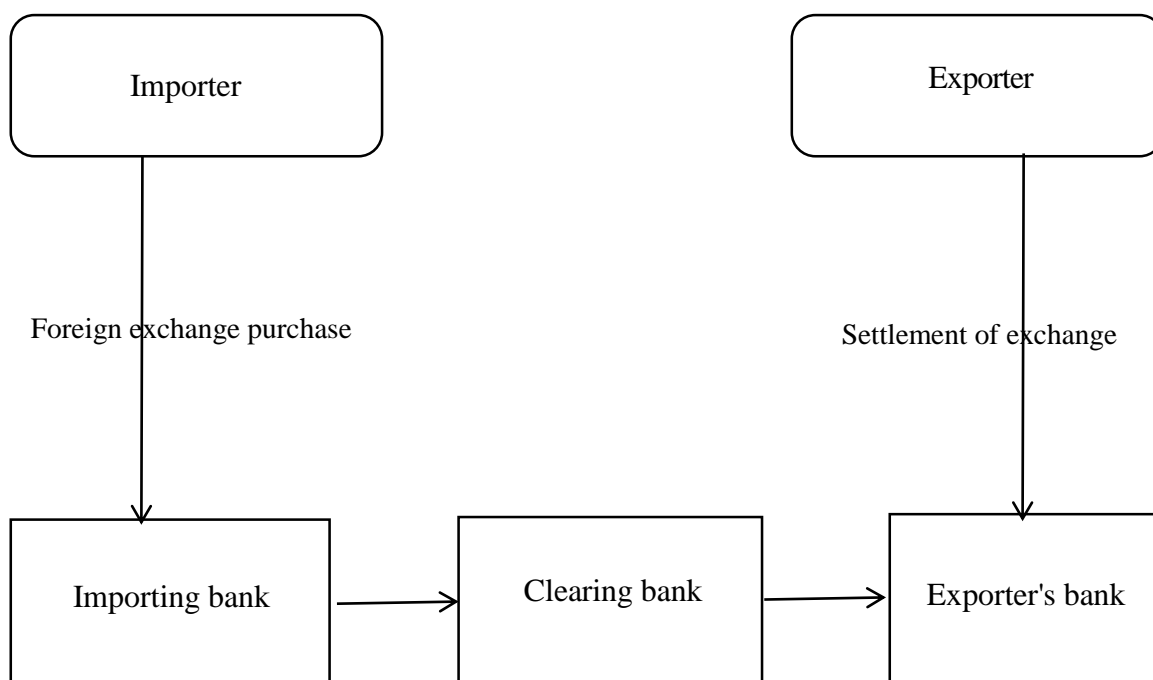 Importer
Exporter
Foreign exchange purchase
Settlement of exchange
Importing bank
Clearing bank
Exporter's bank